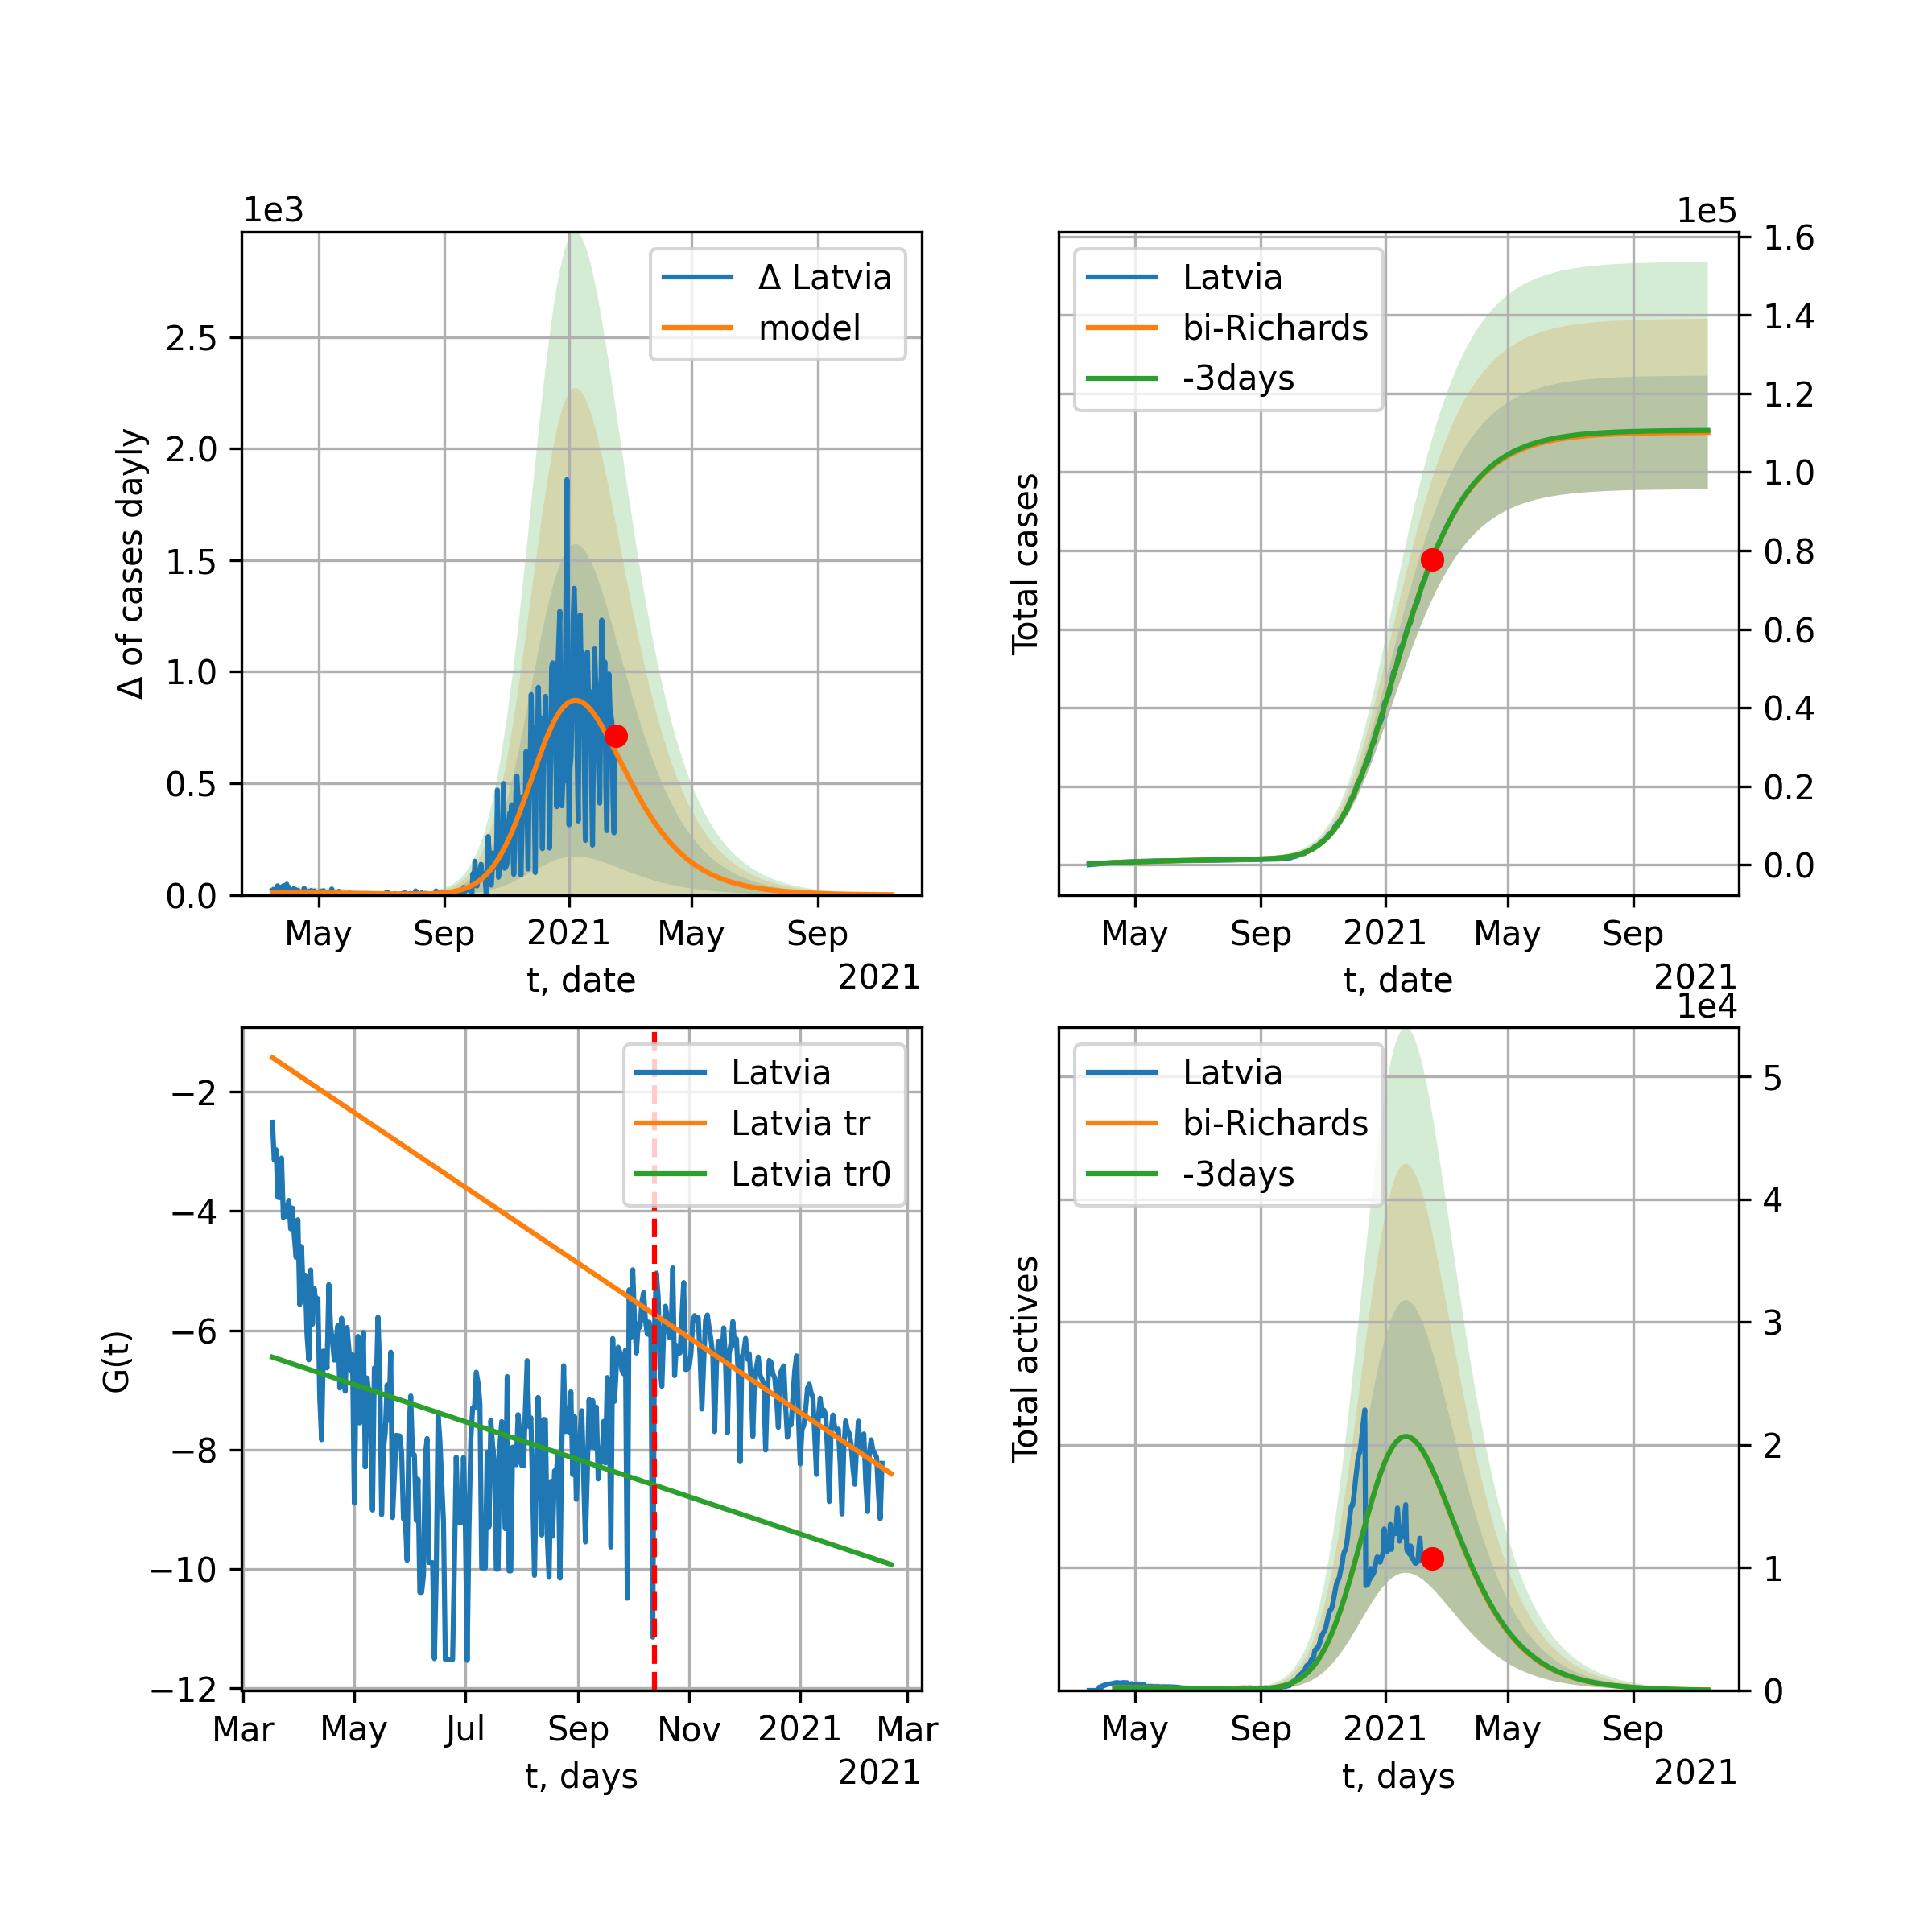 1e3
Δ of cases dayly
2.5
2.0
1.5
1.0
0.5
0.0
Δ Latvia
model
May Sep 2021 May Sep
t, date
2021
1e5
Total cases
Latvia
bi-Richards
-3days
1.6
1.4
1.2
1.0
0.8
0.6
0.4
0.2
0.0
May Sep 2021 May Sep
t, date
2021
G(t)
−2
−4
−6
−8
−10
−12
Latvia
Latvia tr
Latvia tr0
Mar May Jul Sep Nov 2021 Mar
t, days
2021
1e4
Total actives
Latvia
bi-Richards
-3days
5
4
3
2
1
0
May Sep 2021 May Sep
t, days
2021